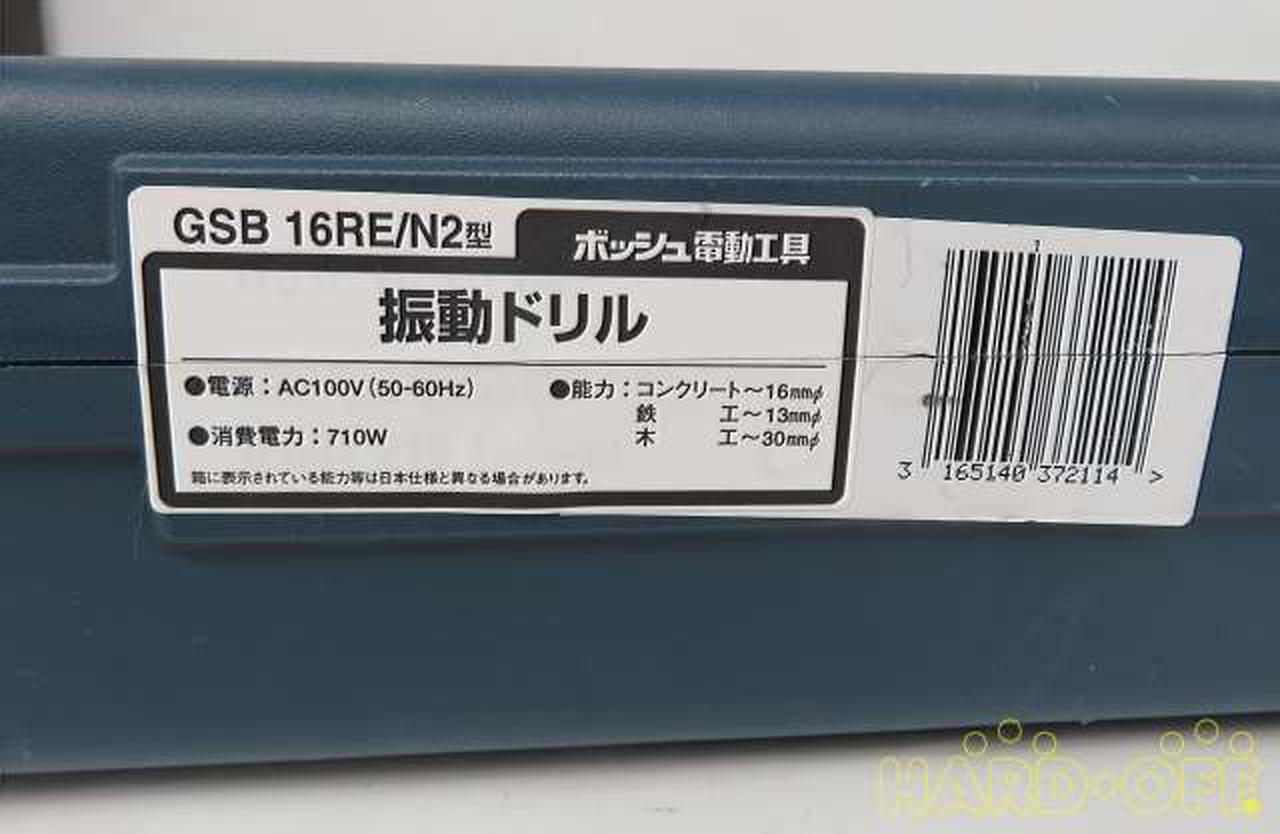 GSB 16RE/N2型
ボッシュ電動工具
振動ドリル
●電源：AC100V（50-60Hz）
●消費電力：710W
●能力：コンクリート〜16㎜φ
鉄　工〜13㎜φ
木　工〜30㎜φ
箱に表示されている能力等は日本仕様と異なる場合があります。
3 165140 372114 >
HARD・OFF